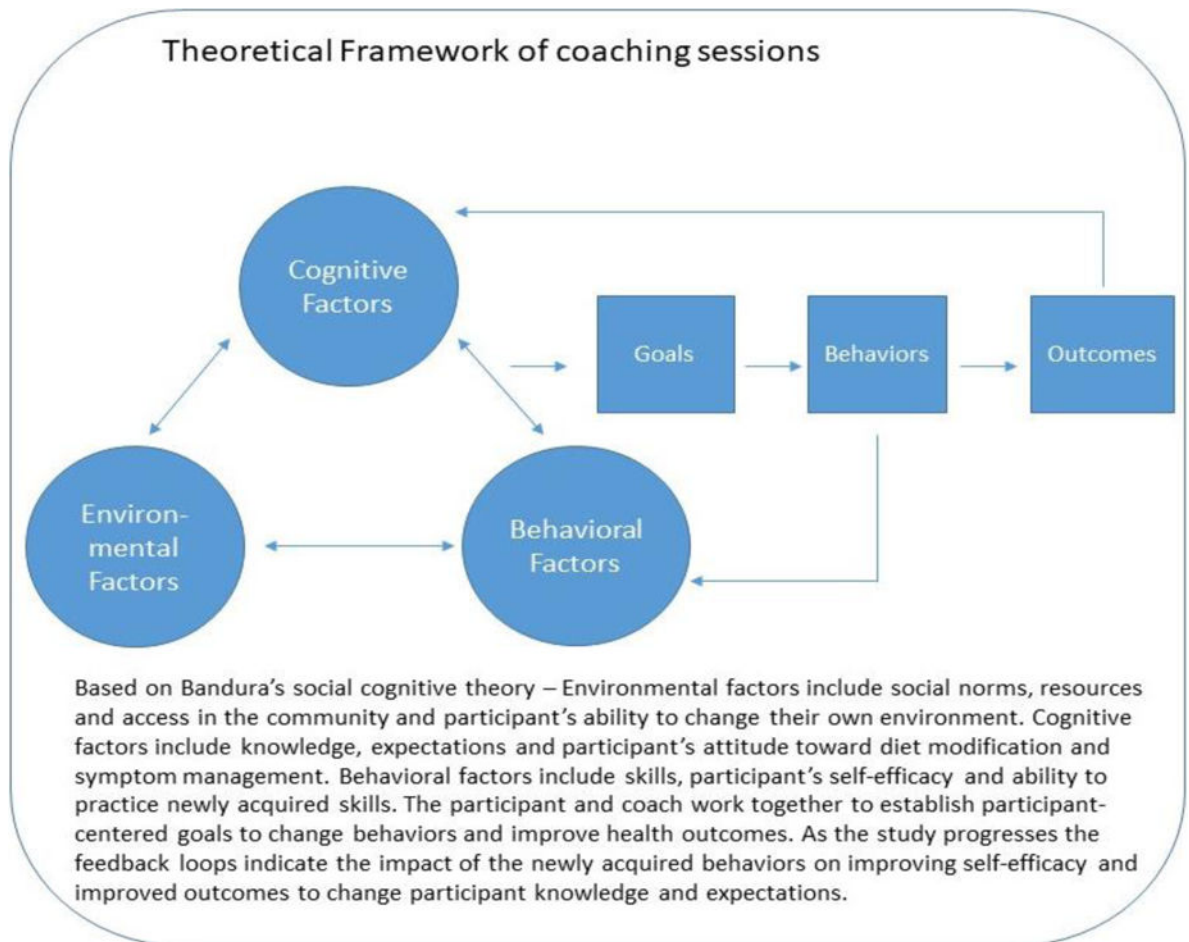 Theoretical Framework of coaching sessions
Cognitive
Factors
Goals
Behaviors
Outcomes
Environ-
mental
Factors
Behavioral
Factors
Based on Bandura's social cognitive theory – Environmental factors include social norms, resources
and access in the community and participant's ability to change their own environment. Cognitive
factors include knowledge, expectations and participant's attitude toward diet modification and
symptom management. Behavioral factors include skills, participant's self-efficacy and ability to
practice newly acquired skills. The participant and coach work together to establish participant-
centered goals to change behaviors and improve health outcomes. As the study progresses the
feedback loops indicate the impact of the newly acquired behaviors on improving self-efficacy and
improved outcomes to change participant knowledge and expectations.